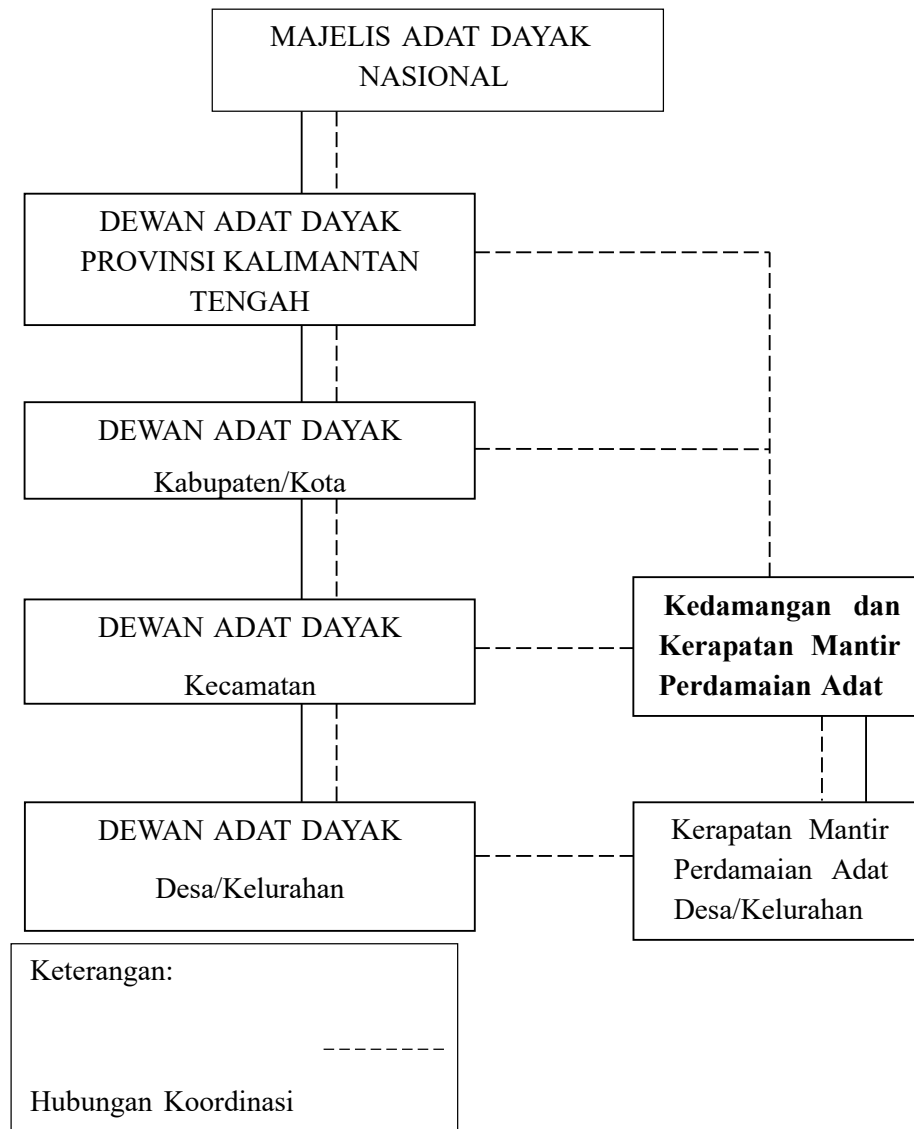 MAJELIS ADAT DAYAK
NASIONAL
DEWAN ADAT DAYAK
PROVINSI KALIMANTAN
TENGAH
DEWAN ADAT DAYAK
Kabupaten/Kota
DEWAN ADAT DAYAK
Kecamatan
Kedamangan dan
Kerapatan Mantir
Perdamaian Adat
DEWAN ADAT DAYAK
Desa/Kelurahan
Kerapatan Mantir
Perdamaian Adat
Desa/Kelurahan
Keterangan:
Hubungan Koordinasi